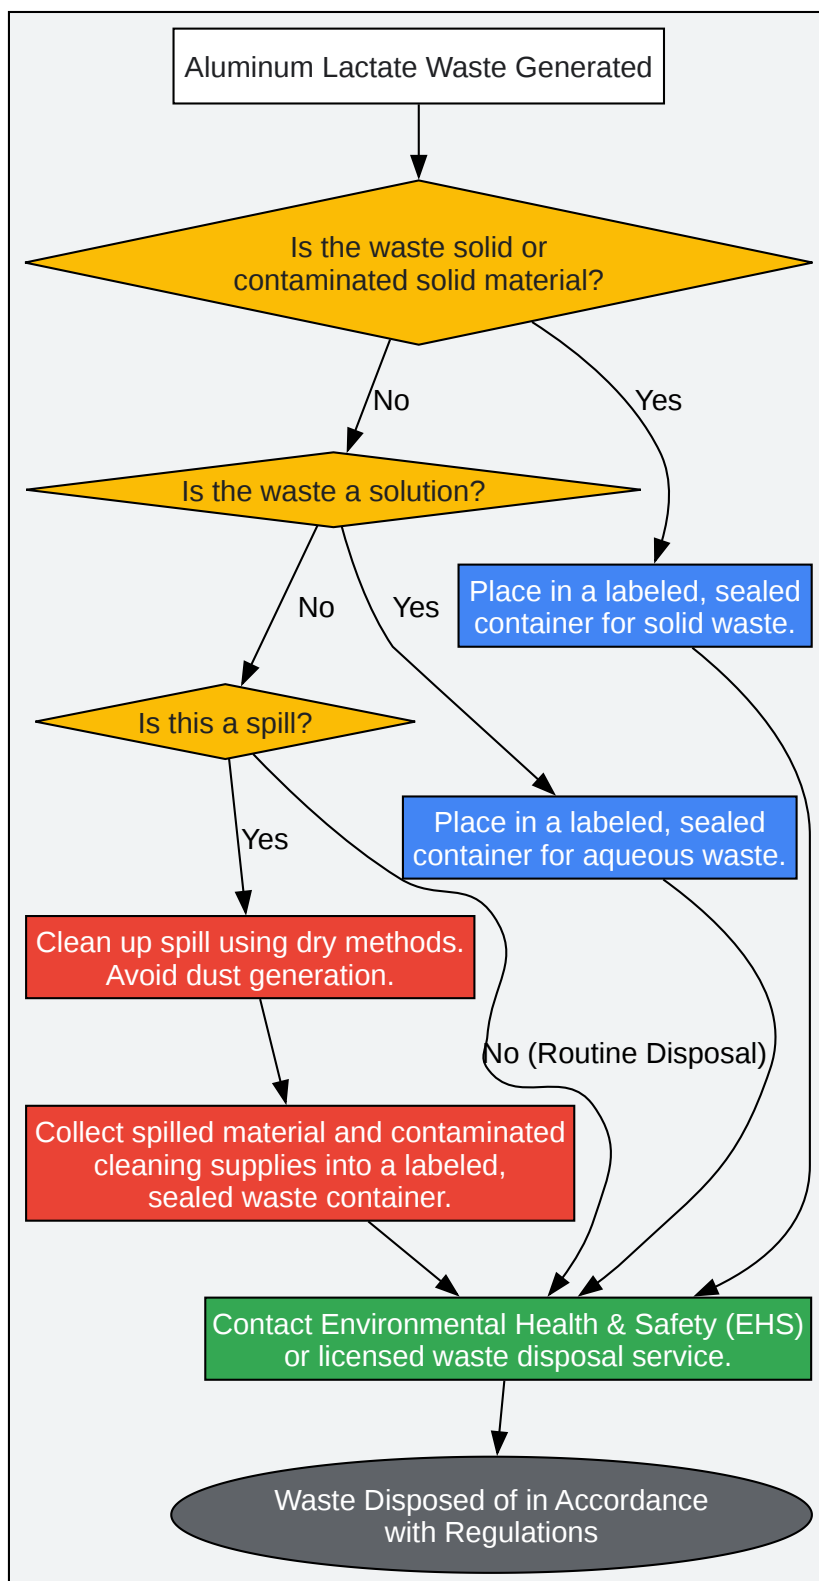 Aluminum Lactate Waste Generated
Is the waste solid or
contaminated solid material?
No
Yes
Is the waste a solution?
No
Yes
Place in a labeled, sealed
container for solid waste.
Is this a spill?
Yes
Place in a labeled, sealed
container for aqueous waste.
Clean up spill using dry methods.
Avoid dust generation.
No (Routine Disposal)
Collect spilled material and contaminated
cleaning supplies into a labeled,
sealed waste container.
Contact Environmental Health & Safety (EHS)
or licensed waste disposal service.
Waste Disposed of in Accordance
with Regulations